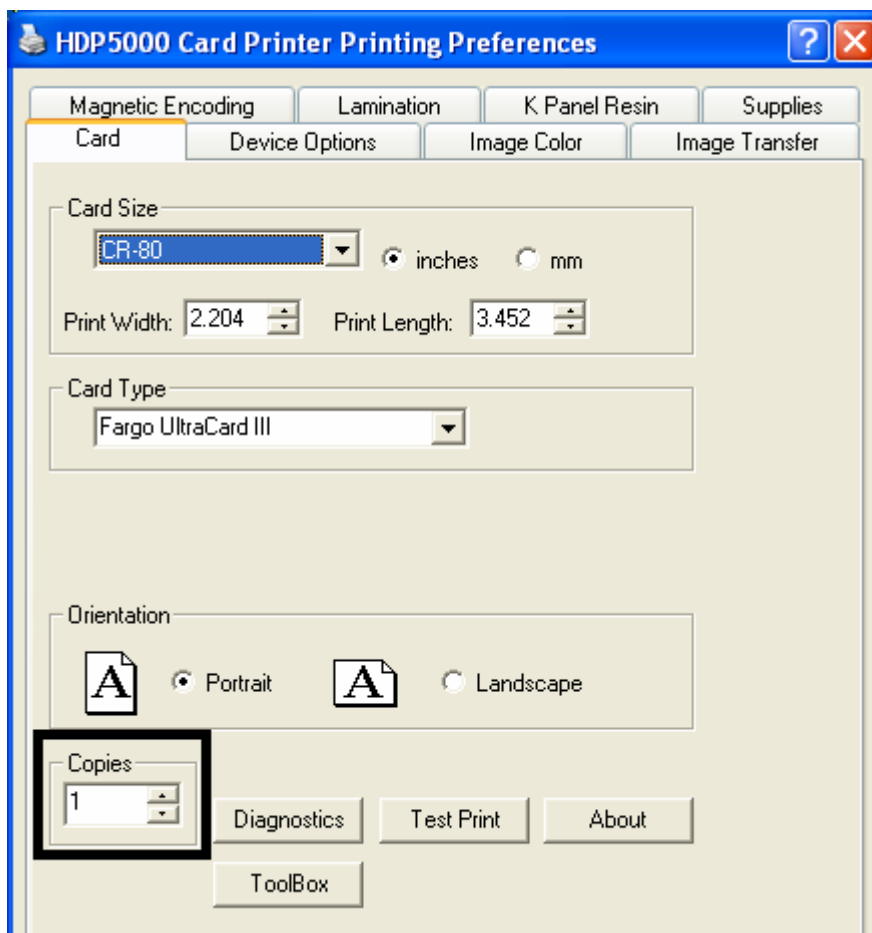 HDP5000 Card Printer Printing Preferences
Magnetic Encoding Lamination K Panel Resin Supplies
Card Device Options Image Color Image Transfer
Card Size
CR-80 inches mm
Print Width: 2.204 Print Length: 3.452
Card Type
Fargo UltraCard III
Orientation
A Portrait A Landscape
Copies
1
Diagnostics Test Print About
ToolBox